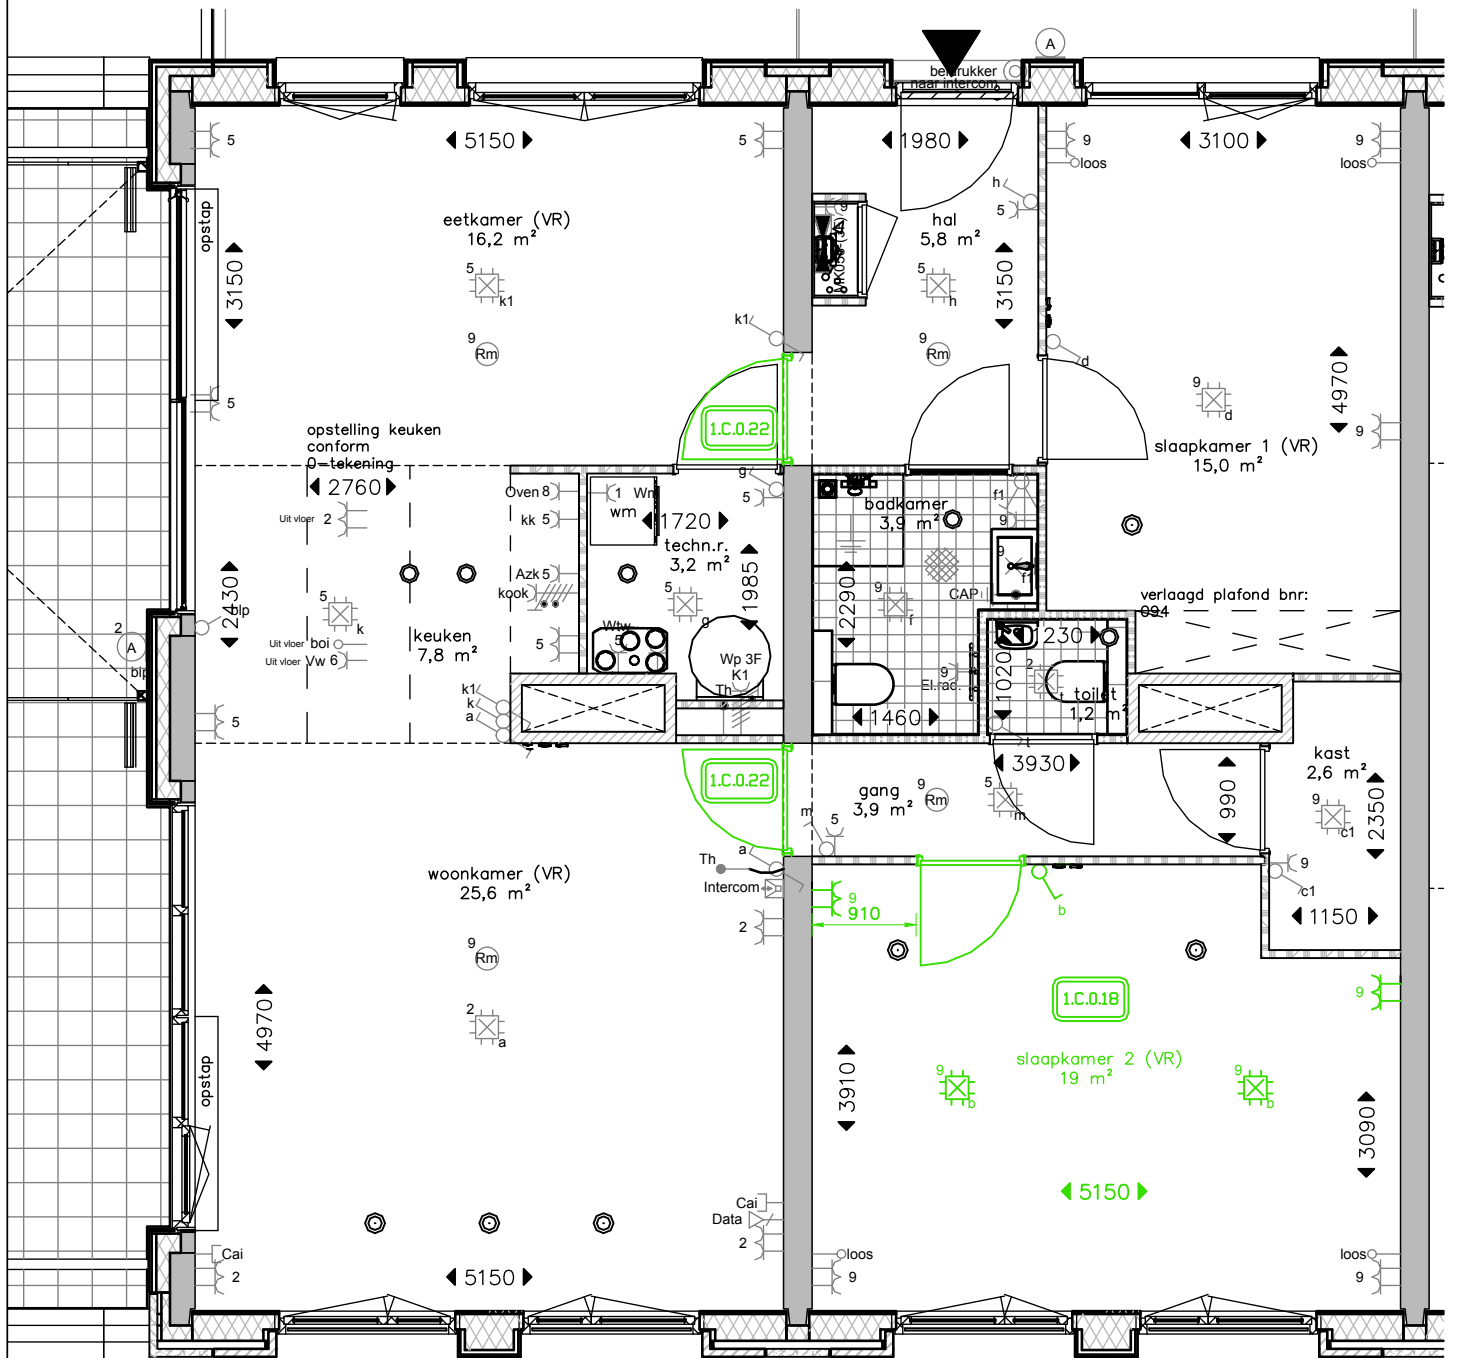 A
beldrukker
naar intercom
5
5150
5
1980
9
3100
9
loos
loos
h
5
9
opstap
eetkamer (VR)
16,2 m²
hal
5,8 m²
3150
5
k1
5
h
3150
k1
9
Rm
9
Rm
d
4970
5
9
d
9
1.C.0.22
opstelling keuken
conform
0-tekening
slaapkamer 1 (VR)
15,0 m²
2760
g
5
Oven 8
1
Wm
wm
f1
9
badkamer
3,9 m²
Uit vloer 2
kk 5
1720
techn.r.
3,2 m²
9
f1
Azk 5
kook
1985
2290
CAP
verlaagd plafond bnr:
094
2430
blp
5
k
5
g
9
f
2
A
blp
Uit vloer boi
Uit vloer Vw 6
keuken
7,8 m²
5
Wtw
5
Wp 3F
K1
Th
9
El.rad.
1230
1020
2
t
toilet
1,2 m²
k1
k
a
5
1460
t
3930
kast
2,6 m²
1.C.0.22
gang
3,9 m²
9
Rm
5
m
990
9
c1
2350
m
5
a
Th
Intercom
woonkamer (VR)
25,6 m²
9
910
b
9
c1
1150
2
9
Rm
1.C.0.18
9
4970
2
a
slaapkamer 2 (VR)
19 m²
opstap
3910
9
b
9
b
3090
5150
Cai
Data
2
Cai
2
5150
loos
9
loos
9